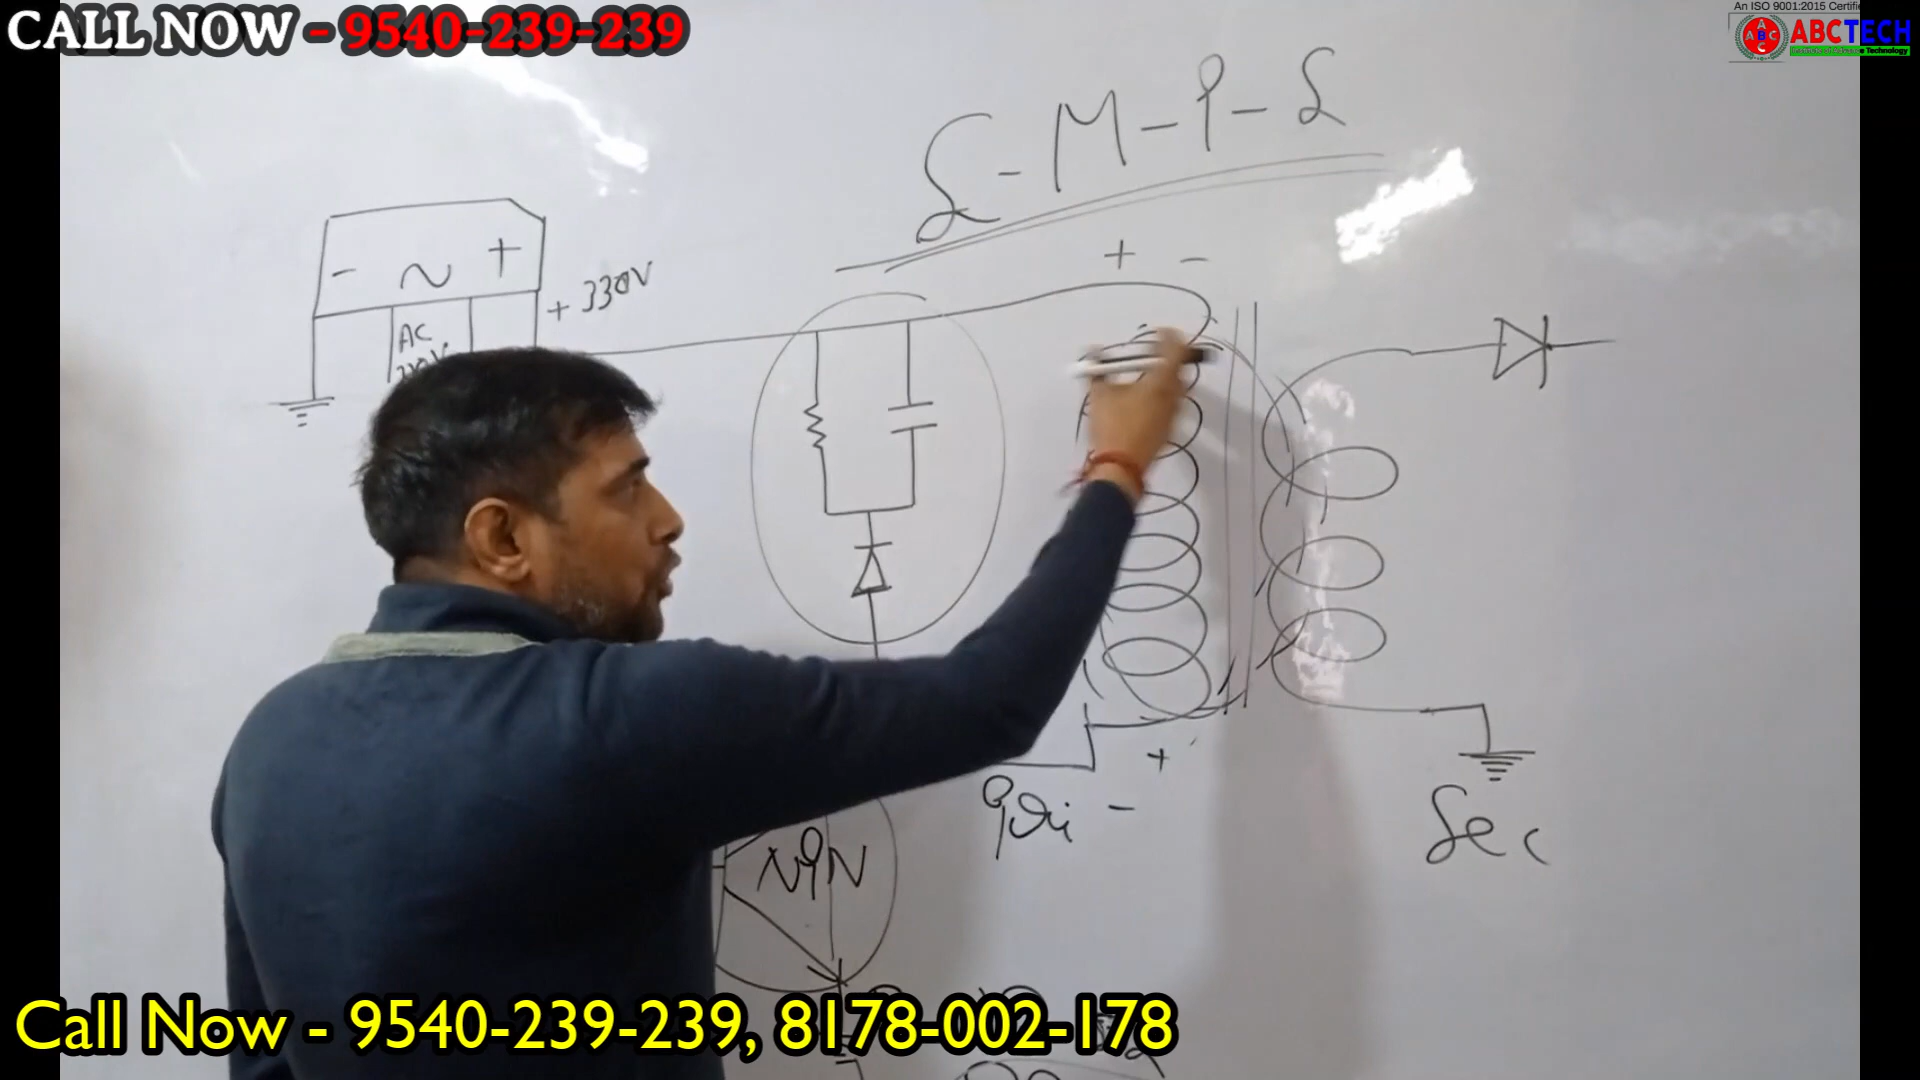 CALL NOW - 9540-239-239
An ISO 9001:2015 Certifie
ABCTECH
S-M-P-S
- ~ +
+ 330V
AC
+ -
+
Pri -
Sec
NPN
Call Now - 9540-239-239, 8178-002-178